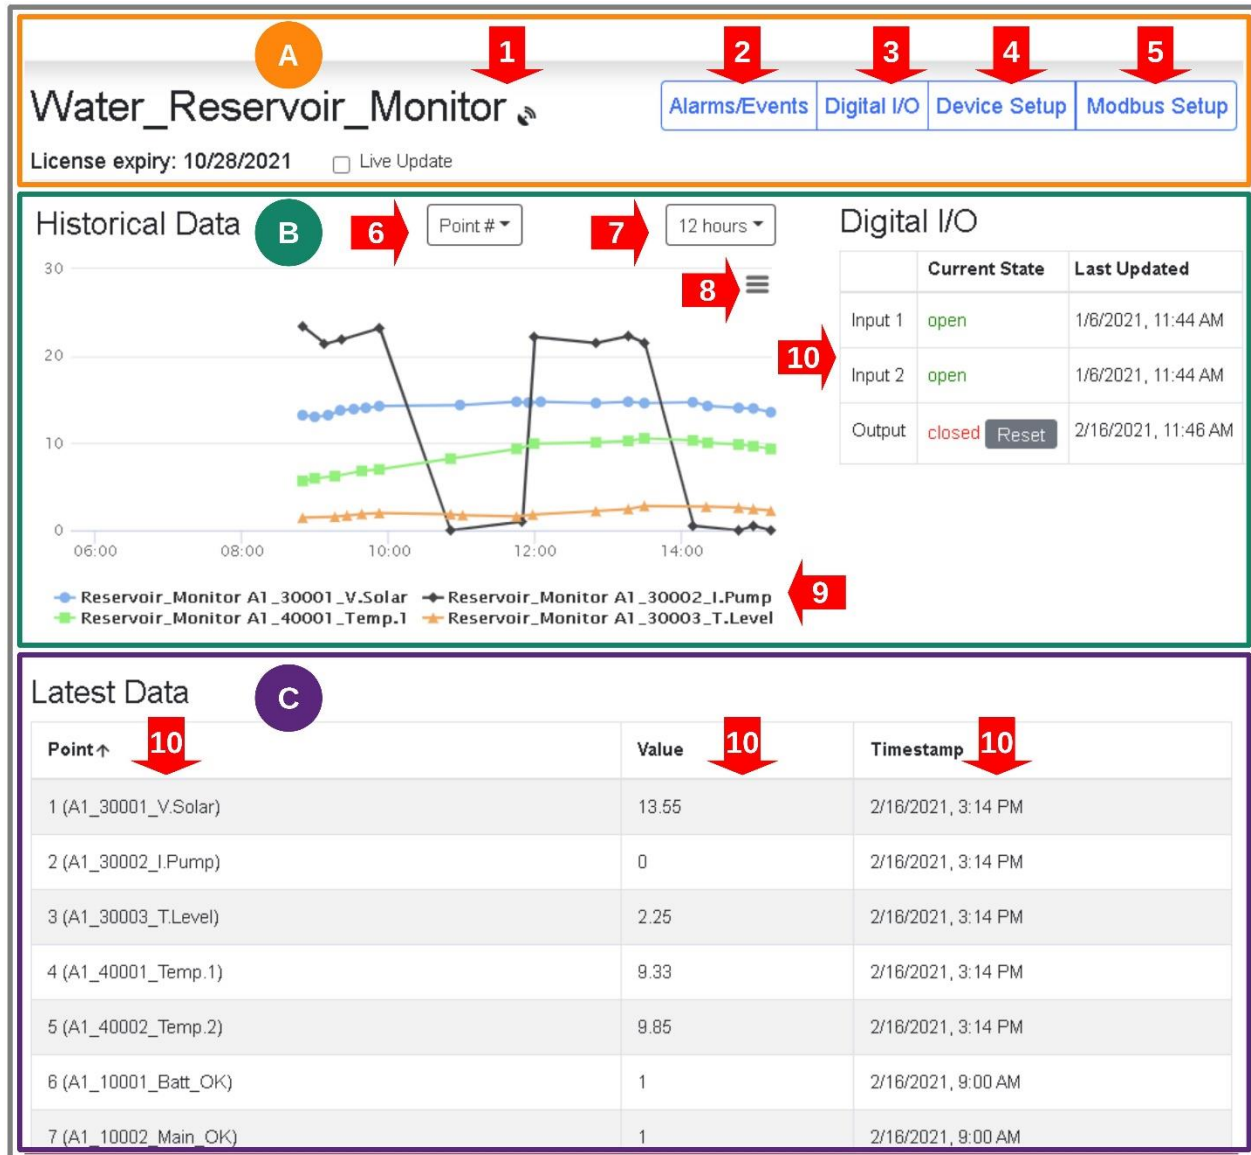 A
1
2
3
4
5
Water_Reservoir_Monitor
Alarms/Events Digital I/O Device Setup Modbus Setup
License expiry: 10/28/2021 Live Update
Historical Data
B
6
Point #
7
12 hours
8
30
20
10
0
06:00 08:00 10:00 12:00 14:00
Reservoir_Monitor A1_30001_V.Solar Reservoir_Monitor A1_30002_I.Pump
Reservoir_Monitor A1_40001_Temp.1 Reservoir_Monitor A1_30003_T.Level
9
Digital I/O
Current State Last Updated
Input 1 open 1/6/2021, 11:44 AM
10
Input 2 open 1/6/2021, 11:44 AM
Output closed Reset 2/16/2021, 11:46 AM
Latest Data
C
Point 10 Value 10 Timestamp 10
1 (A1_30001_V.Solar) 13.55 2/16/2021, 3:14 PM
2 (A1_30002_I.Pump) 0 2/16/2021, 3:14 PM
3 (A1_30003_T.Level) 2.25 2/16/2021, 3:14 PM
4 (A1_40001_Temp.1) 9.33 2/16/2021, 3:14 PM
5 (A1_40002_Temp.2) 9.85 2/16/2021, 3:14 PM
6 (A1_10001_Batt_OK) 1 2/16/2021, 9:00 AM
7 (A1_10002_Main_OK) 1 2/16/2021, 9:00 AM